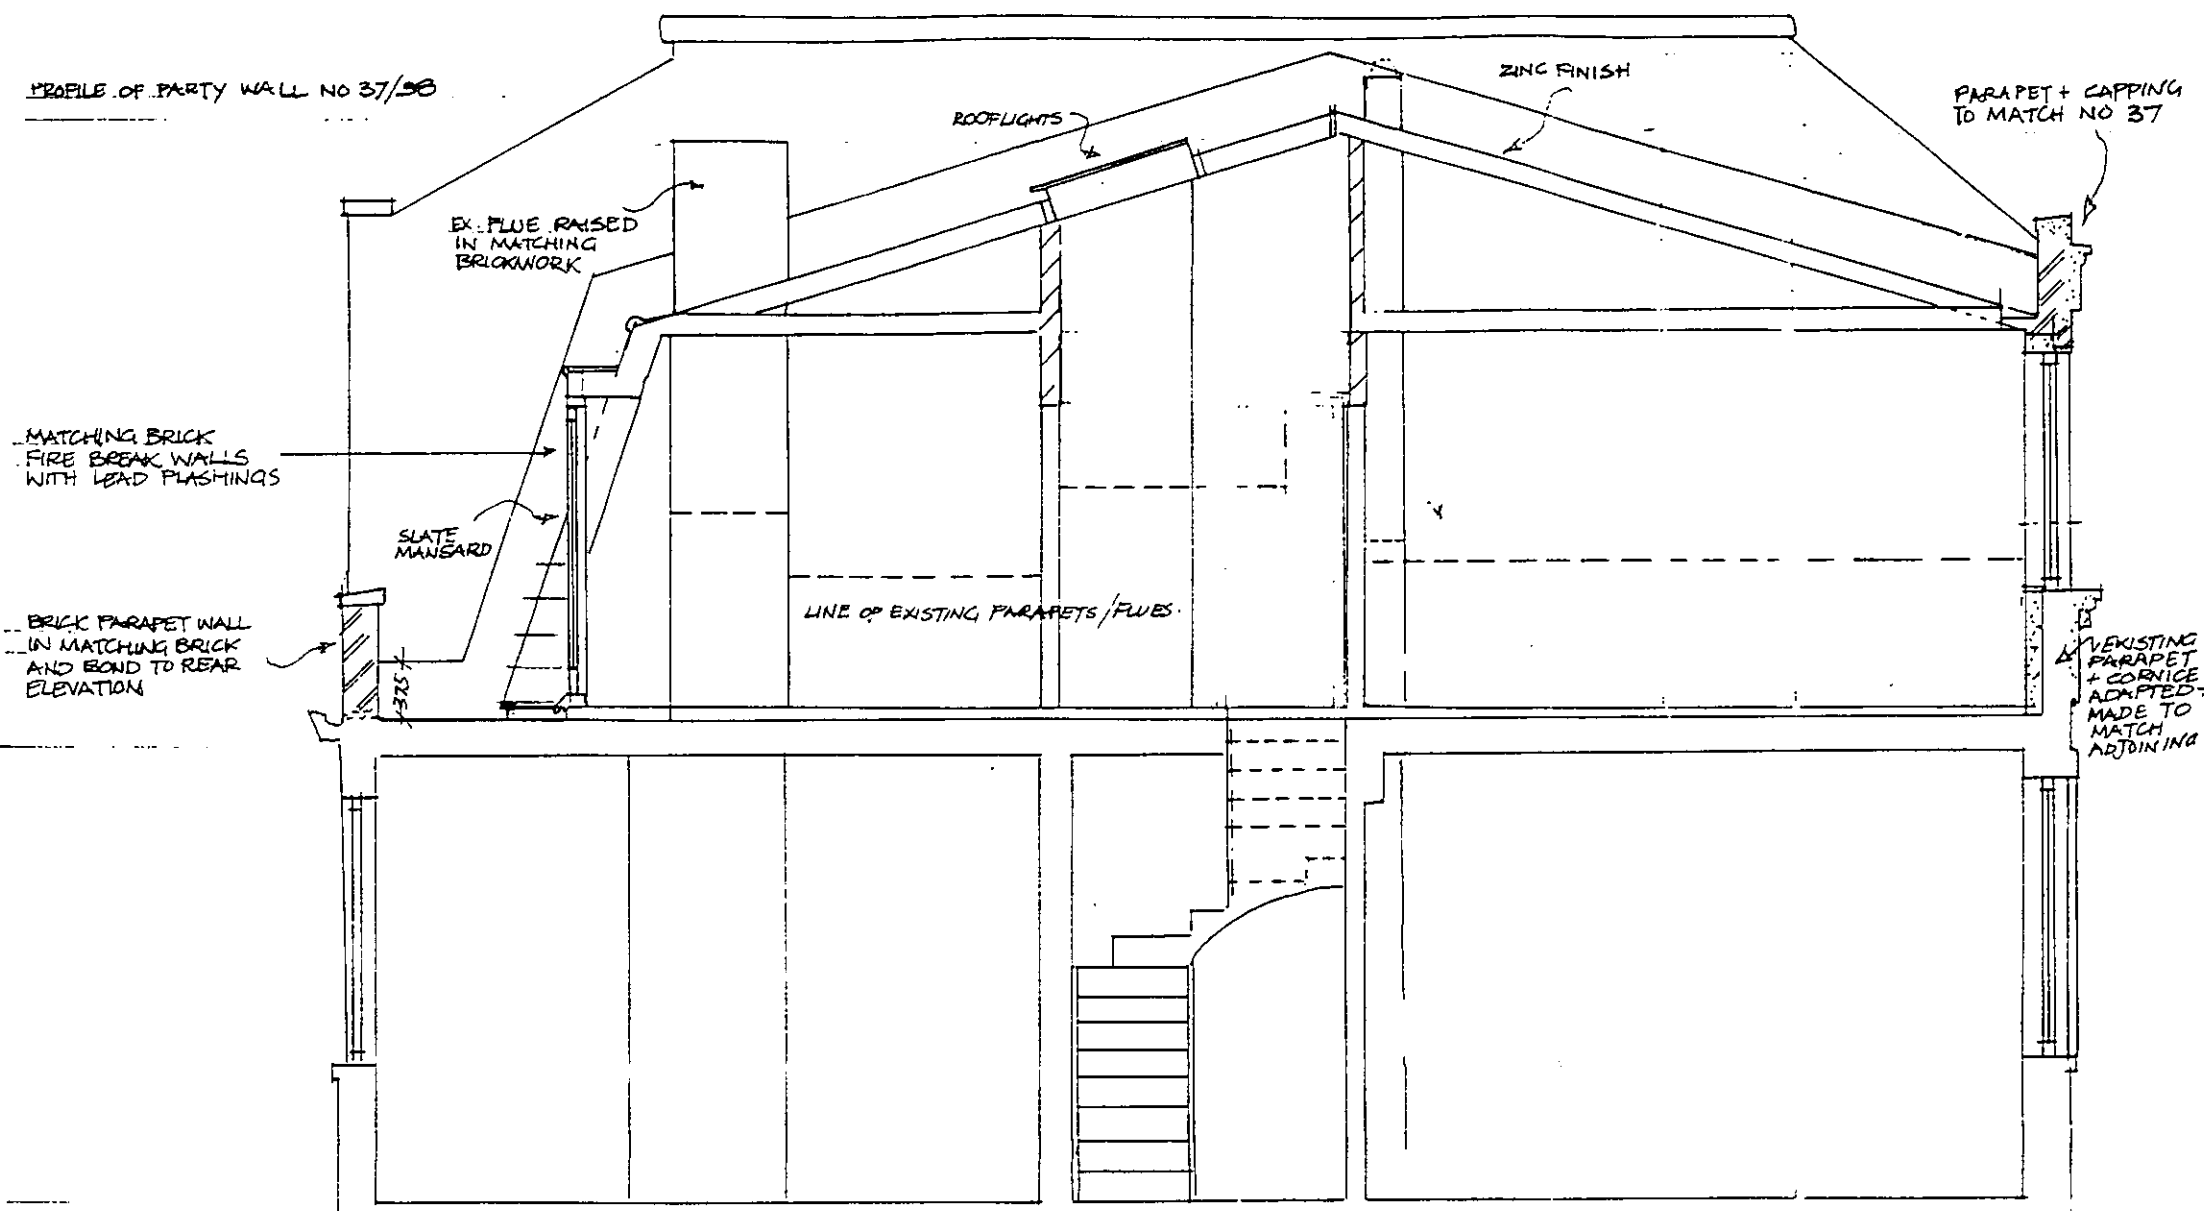 PROFILE OF PARTY WALL NO 37/38
ZINC FINISH
PARAPET + CAPPING
TO MATCH NO 37
ROOFLIGHTS
EX. FLUE RAISED
IN MATCHING
BRICKWORK
MATCHING BRICK
FIRE BREAK WALLS
WITH LEAD FLASHINGS
SLATE
MANSARD
LINE OF EXISTING PARAPETS/FLUES.
BRICK PARAPET WALL
IN MATCHING BRICK
AND BOND TO REAR
ELEVATION
375
EXISTING
PARAPET
+ CORNICE
ADAPTED +
MADE TO
MATCH
ADJOINING